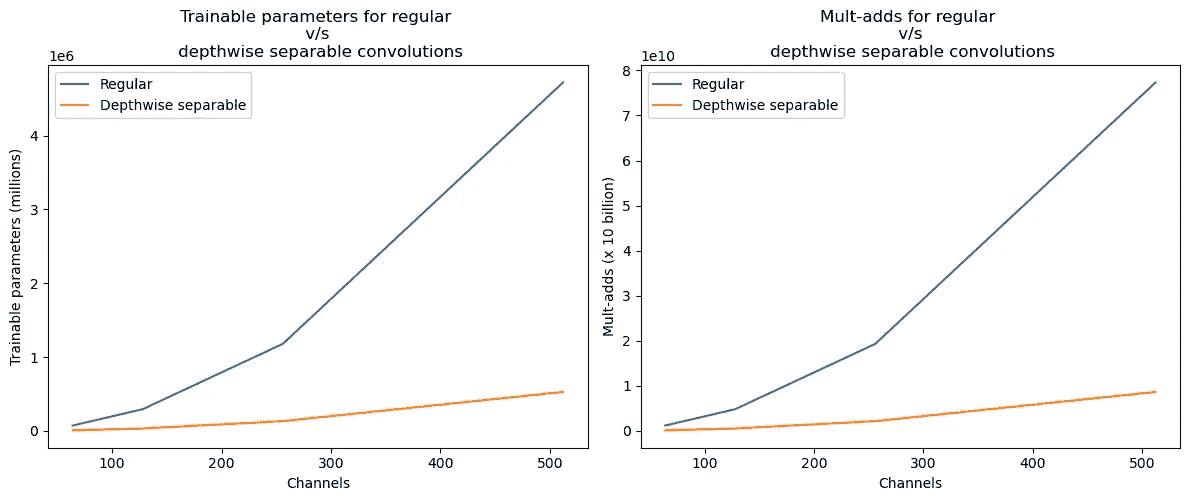 Trainable parameters for regular
v/s
depthwise separable convolutions
1e6
Regular
Depthwise separable
4
3
2
1
0
Trainable parameters (millions)
100
200
300
400
500
Channels
Mult-adds for regular
v/s
depthwise separable convolutions
1e10
Regular
Depthwise separable
8
7
6
5
4
3
2
1
0
Mult-adds (x 10 billion)
100
200
300
400
500
Channels